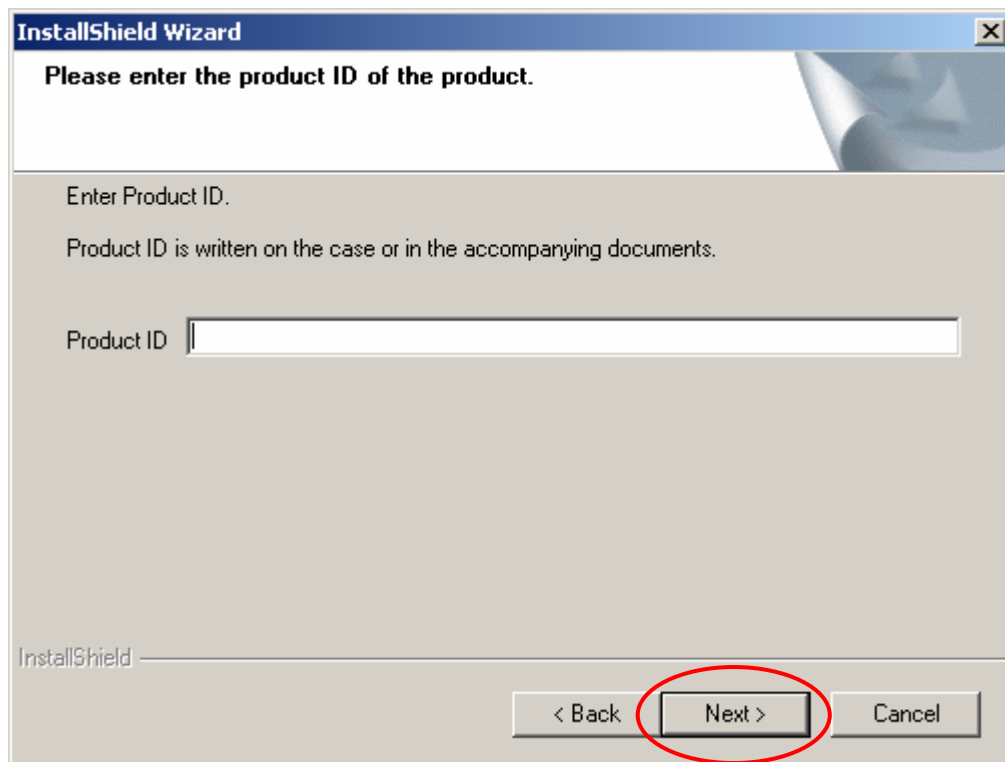 InstallShield Wizard
Please enter the product ID of the product.
Enter Product ID.
Product ID is written on the case or in the accompanying documents.
Product ID
InstallShield
< Back Next > Cancel